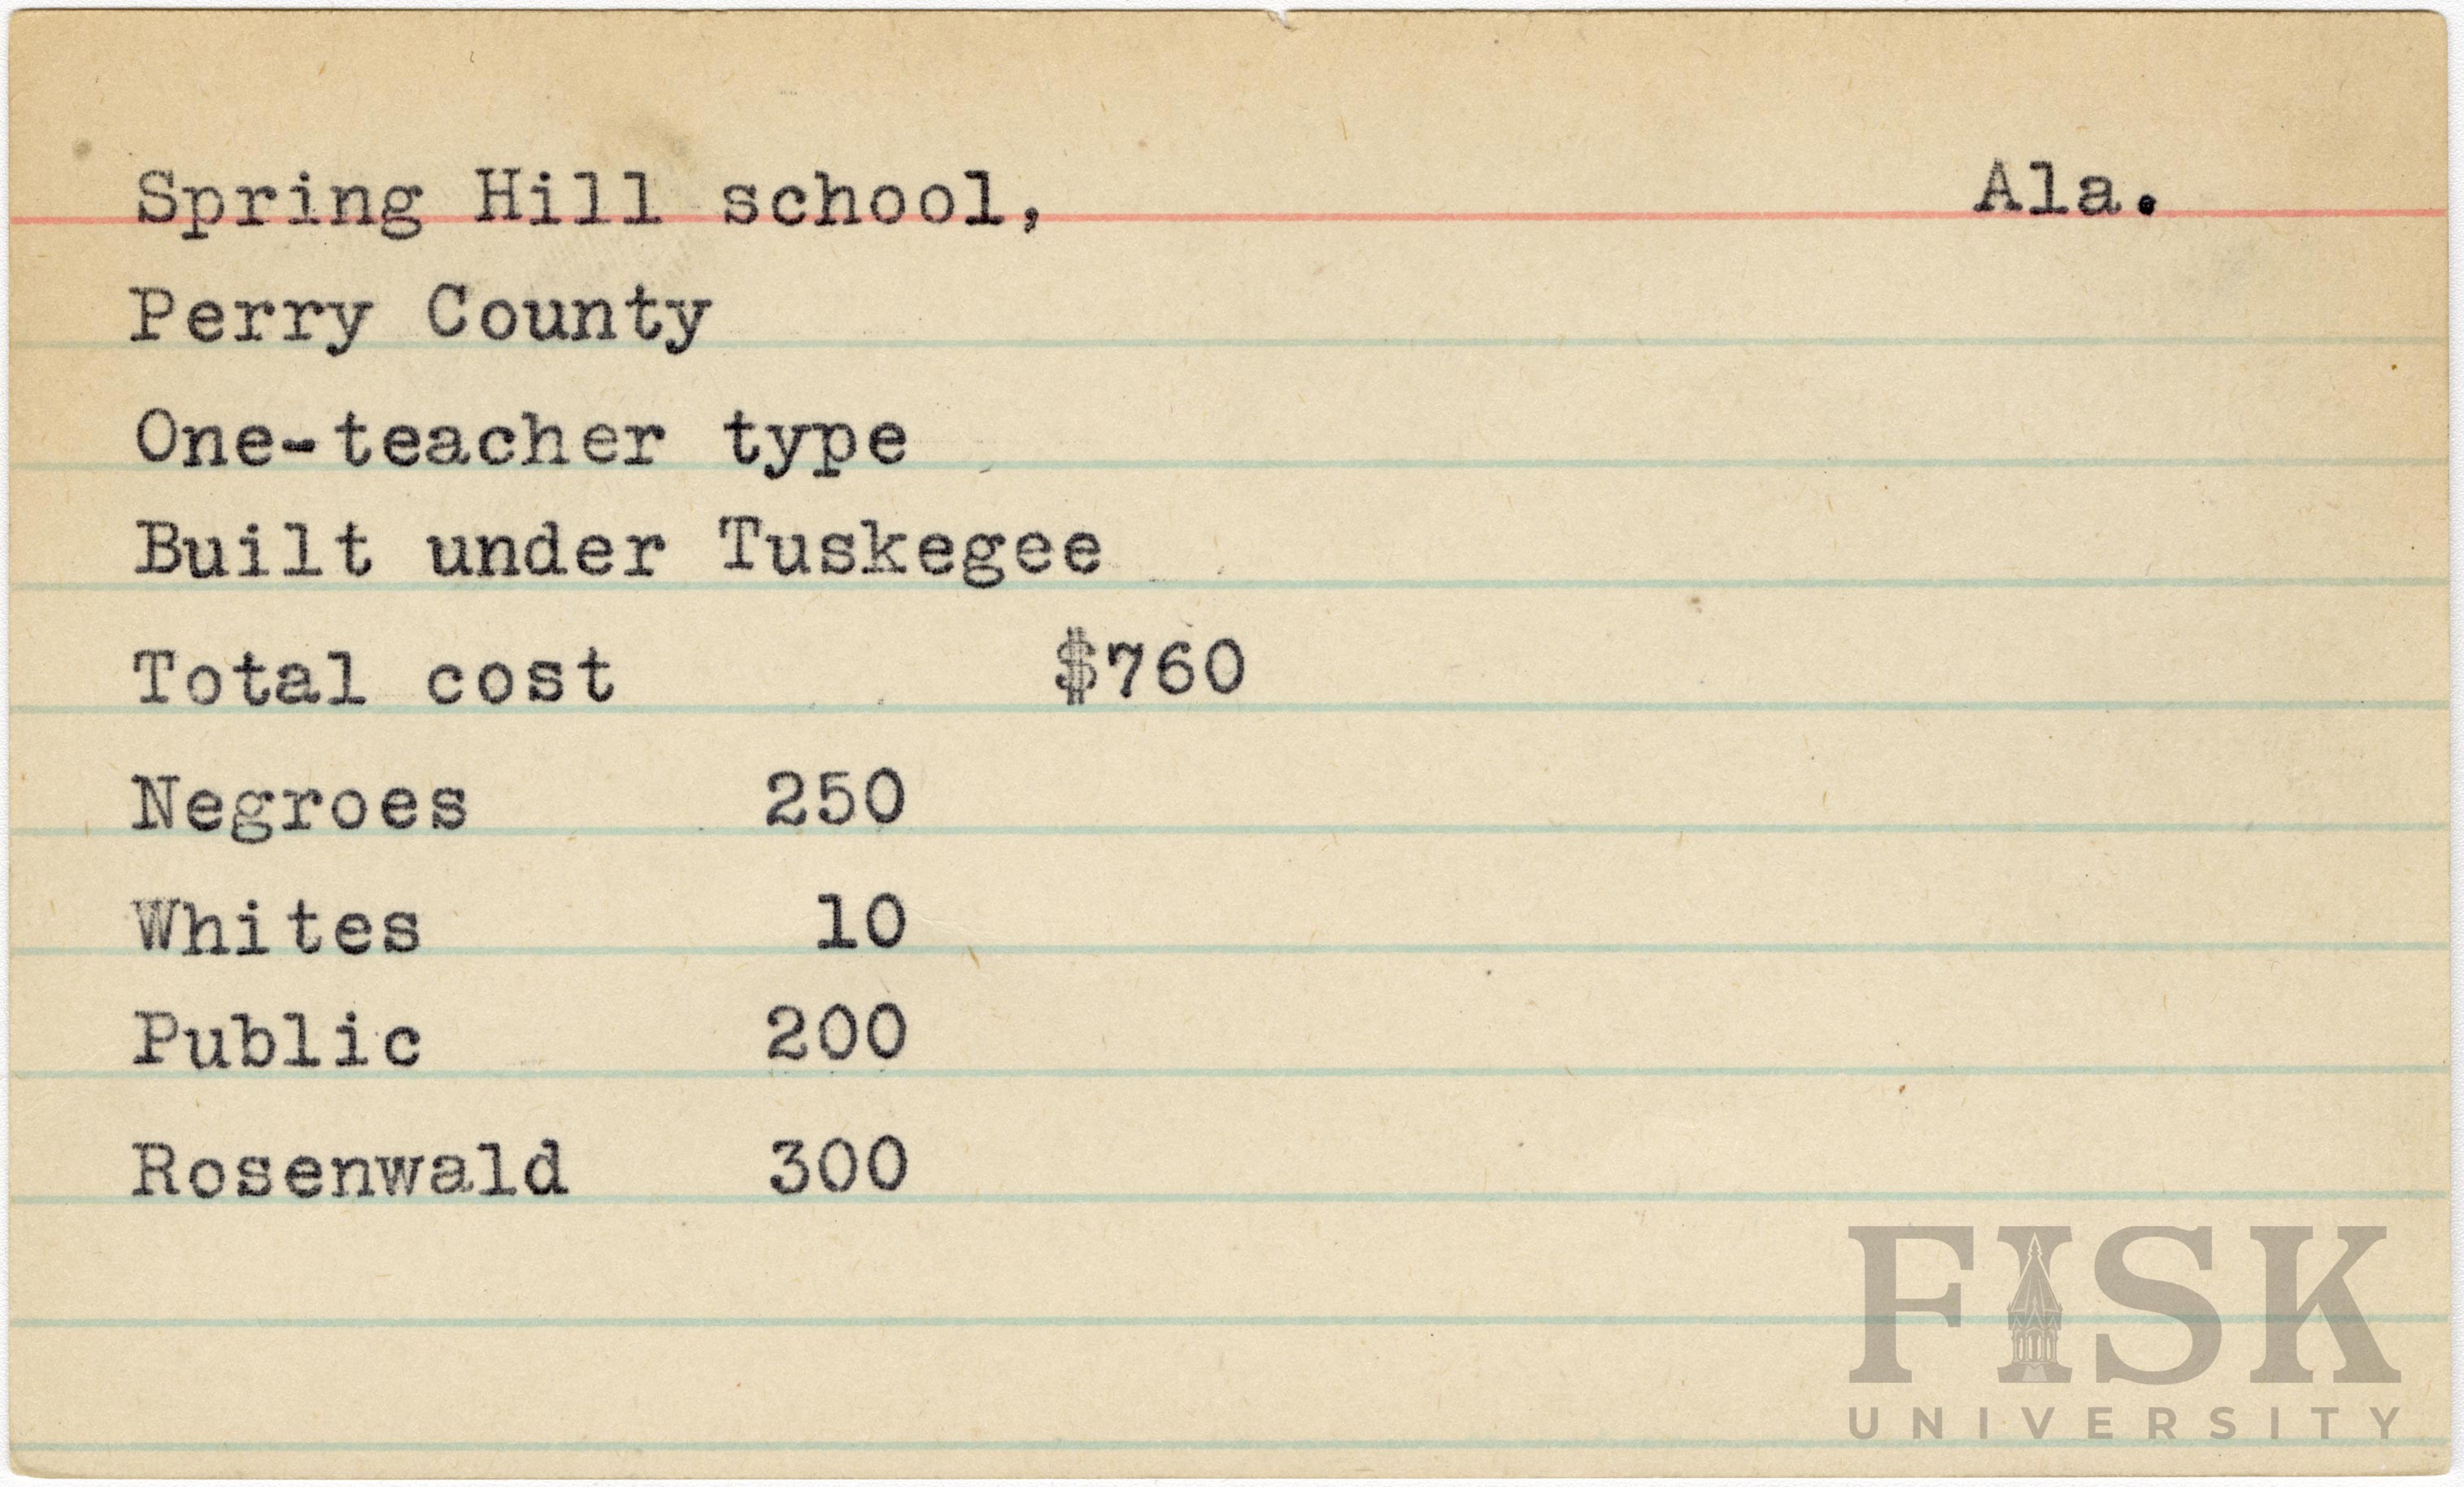 Spring Hill school, Ala.
Perry County
One-teacher type
Built under Tuskegee
Total cost $760
Negroes 250
Whites 10
Public 200
Rosenwald 300
FISK
UNIVERSITY